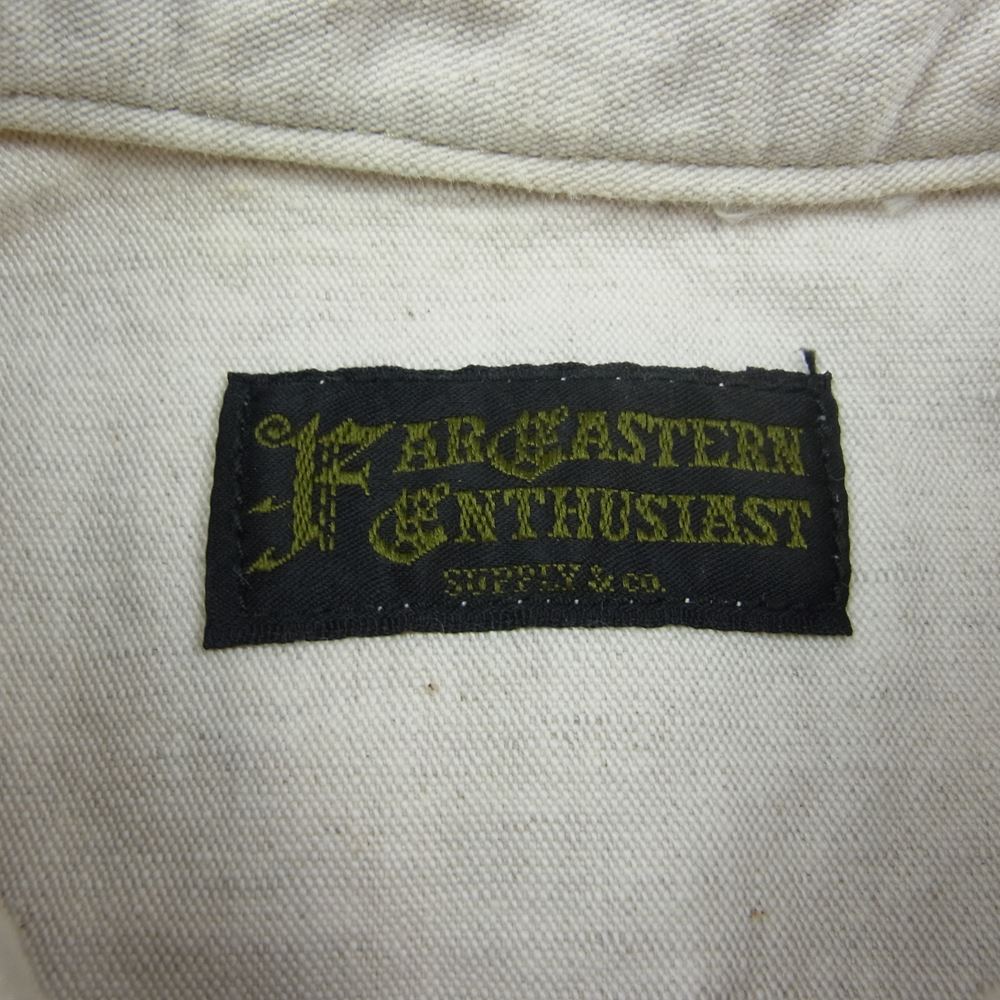 FAR EASTERN
ENTHUSIAST
SUPPLY & co.